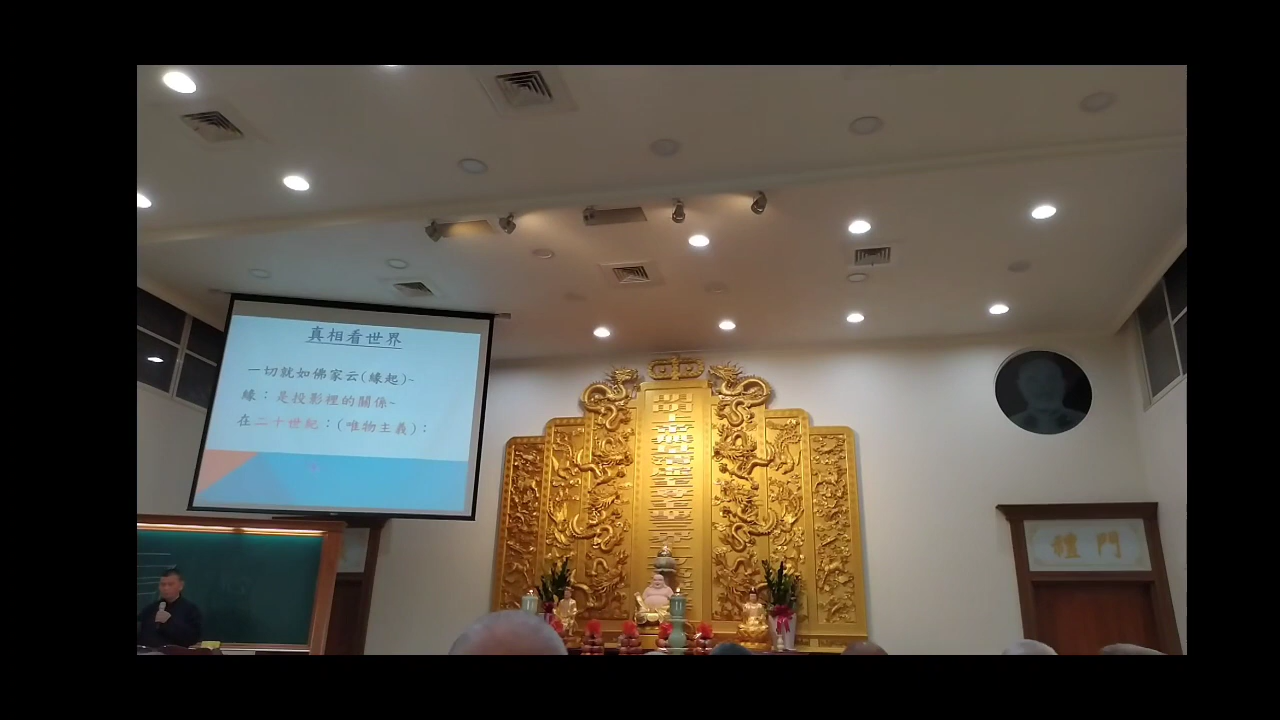 真相看世界
一切就如佛家云(緣起)~
緣：是投影裡的關係~
在二十世紀：(唯物主義)：
禮門